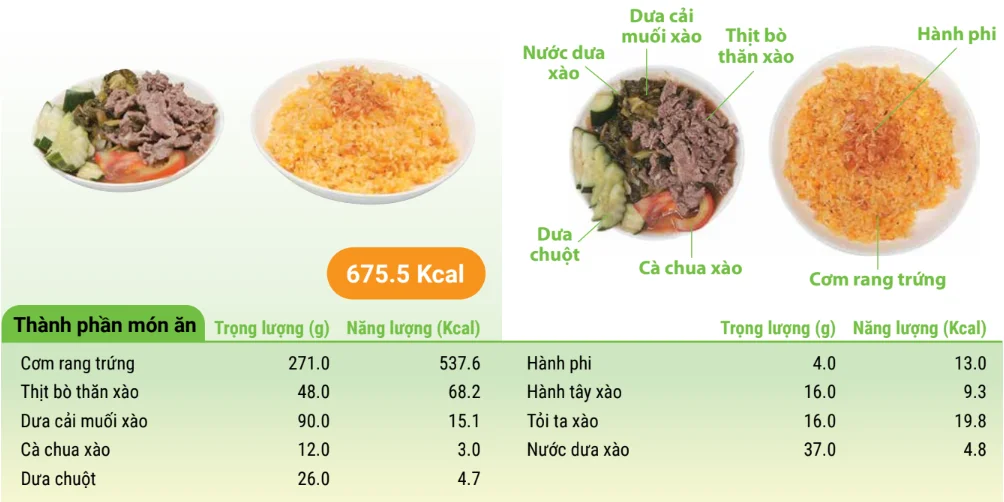 Dưa cải
muối xào
Thịt bò
thăn xào
Hành phi
Nước dưa
xào
Dưa
chuột
Cà chua xào
Cơm rang trứng
675.5 Kcal
Thành phần món ăn Trọng lượng (g) Năng lượng (Kcal) Trọng lượng (g) Năng lượng (Kcal)
Cơm rang trứng 271.0 537.6
Thịt bò thăn xào 48.0 68.2
Dưa cải muối xào 90.0 15.1
Cà chua xào 12.0 3.0
Dưa chuột 26.0 4.7
Hành phi 4.0 13.0
Hành tây xào 16.0 9.3
Tỏi ta xào 16.0 19.8
Nước dưa xào 37.0 4.8